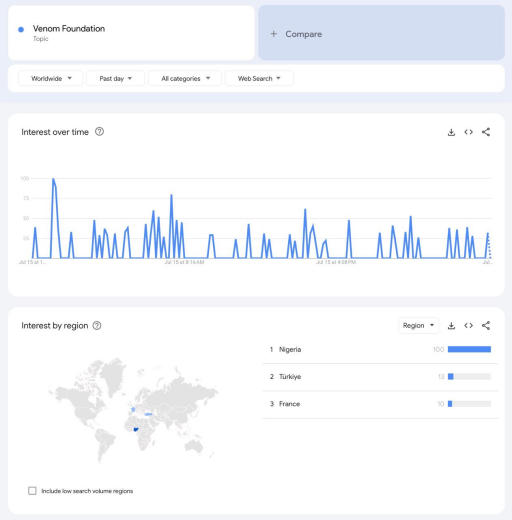 Venom Foundation
Topic
+ Compare
Worldwide
Past day
All categories
Web Search
Interest over time
100
75
50
25
Jul 15 at 1...
Jul 15 at 8:16 AM
Jul 15 at 4:08 PM
Jul...
Interest by region
Region
1 Nigeria 100
2 Türkiye 13
3 France 10
Include low search volume regions